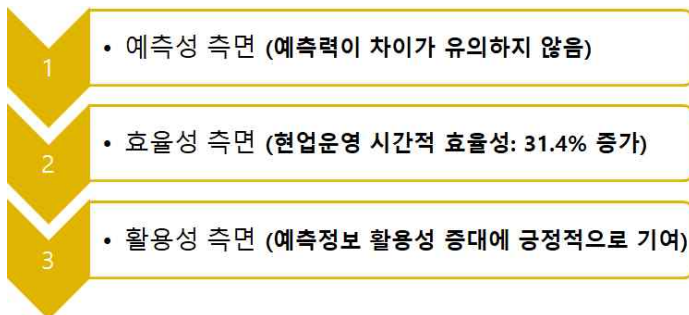 1
• 예측성 측면 (예측력이 차이가 유의하지 않음)
2
• 효율성 측면 (현업운영 시간적 효율성: 31.4% 증가)
3
• 활용성 측면 (예측정보 활용성 증대에 긍정적으로 기여)